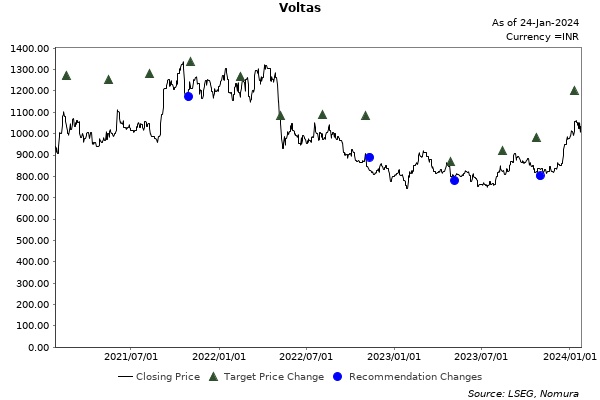 Voltas
As of 24-Jan-2024
Currency =INR
1400.00
1300.00
1200.00
1100.00
1000.00
900.00
800.00
700.00
600.00
500.00
400.00
300.00
200.00
100.00
0.00
2021/07/01 2022/01/01 2022/07/01 2023/01/01 2023/07/01 2024/01/01
Closing Price Target Price Change Recommendation Changes
Source: LSEG, Nomura